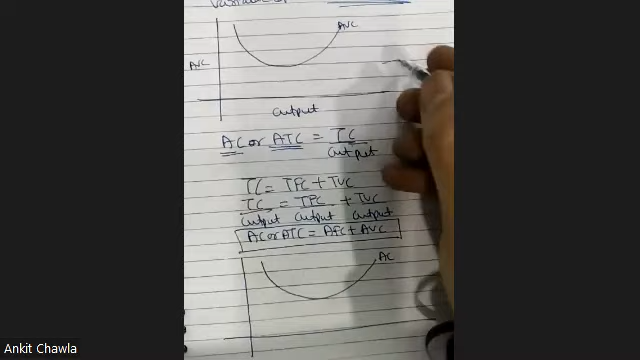 AVC
AVC
output
AC or ATC = TC
output
TC = TFC + TVC
TC = TFC + TVC
output output output
AC or ATC = AFC + AVC
AC
Ankit Chawla